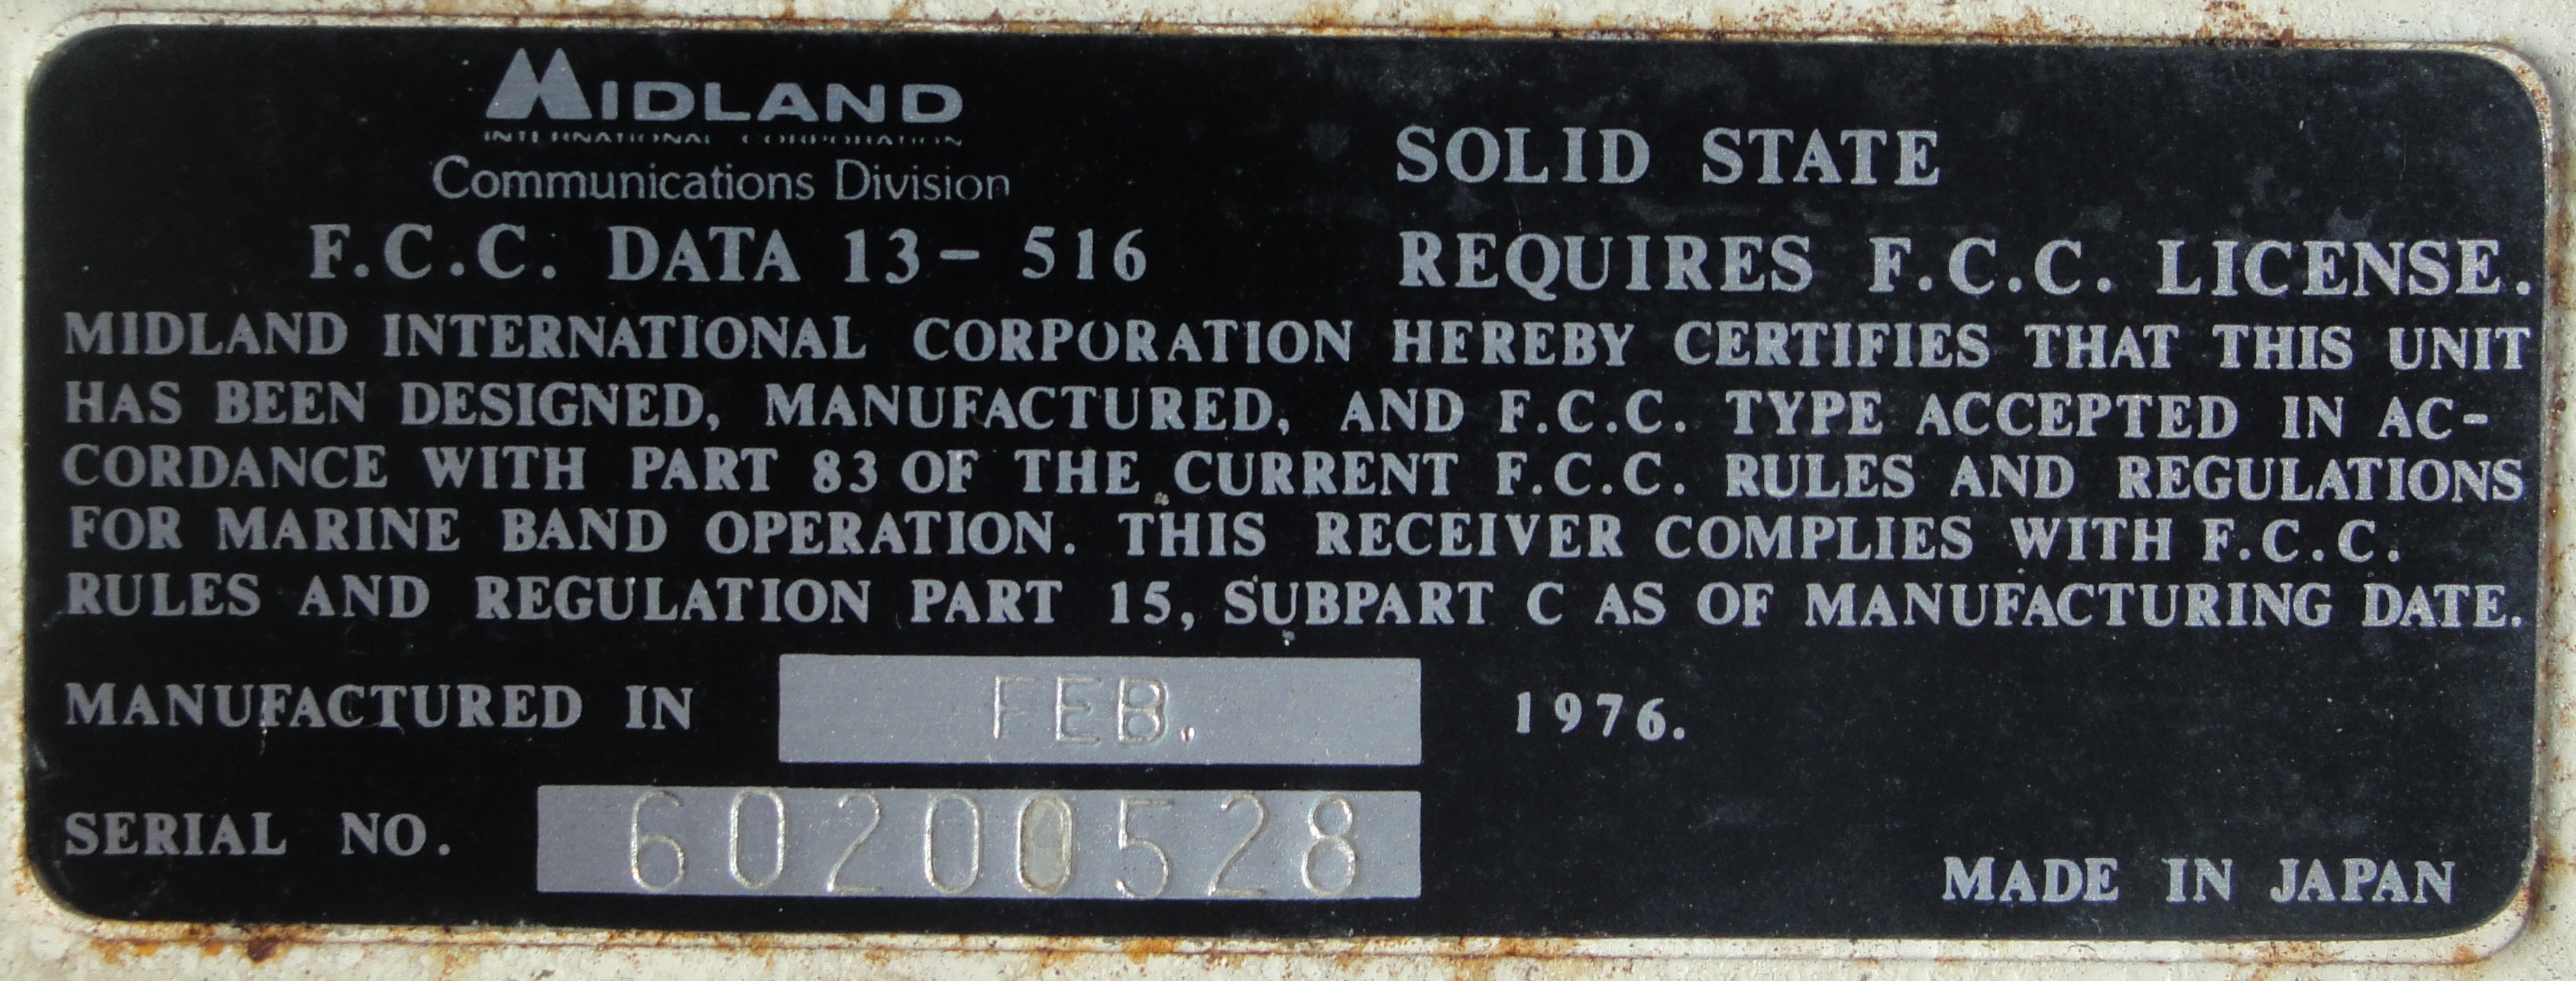 MIDLAND
INTERNATIONAL CORPORATION
Communications Division
F.C.C. DATA 13-516
SOLID STATE
REQUIRES F.C.C. LICENSE.
MIDLAND INTERNATIONAL CORPORATION HEREBY CERTIFIES THAT THIS UNIT
HAS BEEN DESIGNED, MANUFACTURED, AND F.C.C. TYPE ACCEPTED IN AC-
CORDANCE WITH PART 83 OF THE CURRENT F.C.C. RULES AND REGULATIONS
FOR MARINE BAND OPERATION. THIS RECEIVER COMPLIES WITH F.C.C.
RULES AND REGULATION PART 15, SUBPART C AS OF MANUFACTURING DATE.
MANUFACTURED IN FEB. 1976.
SERIAL NO. 60200528
MADE IN JAPAN